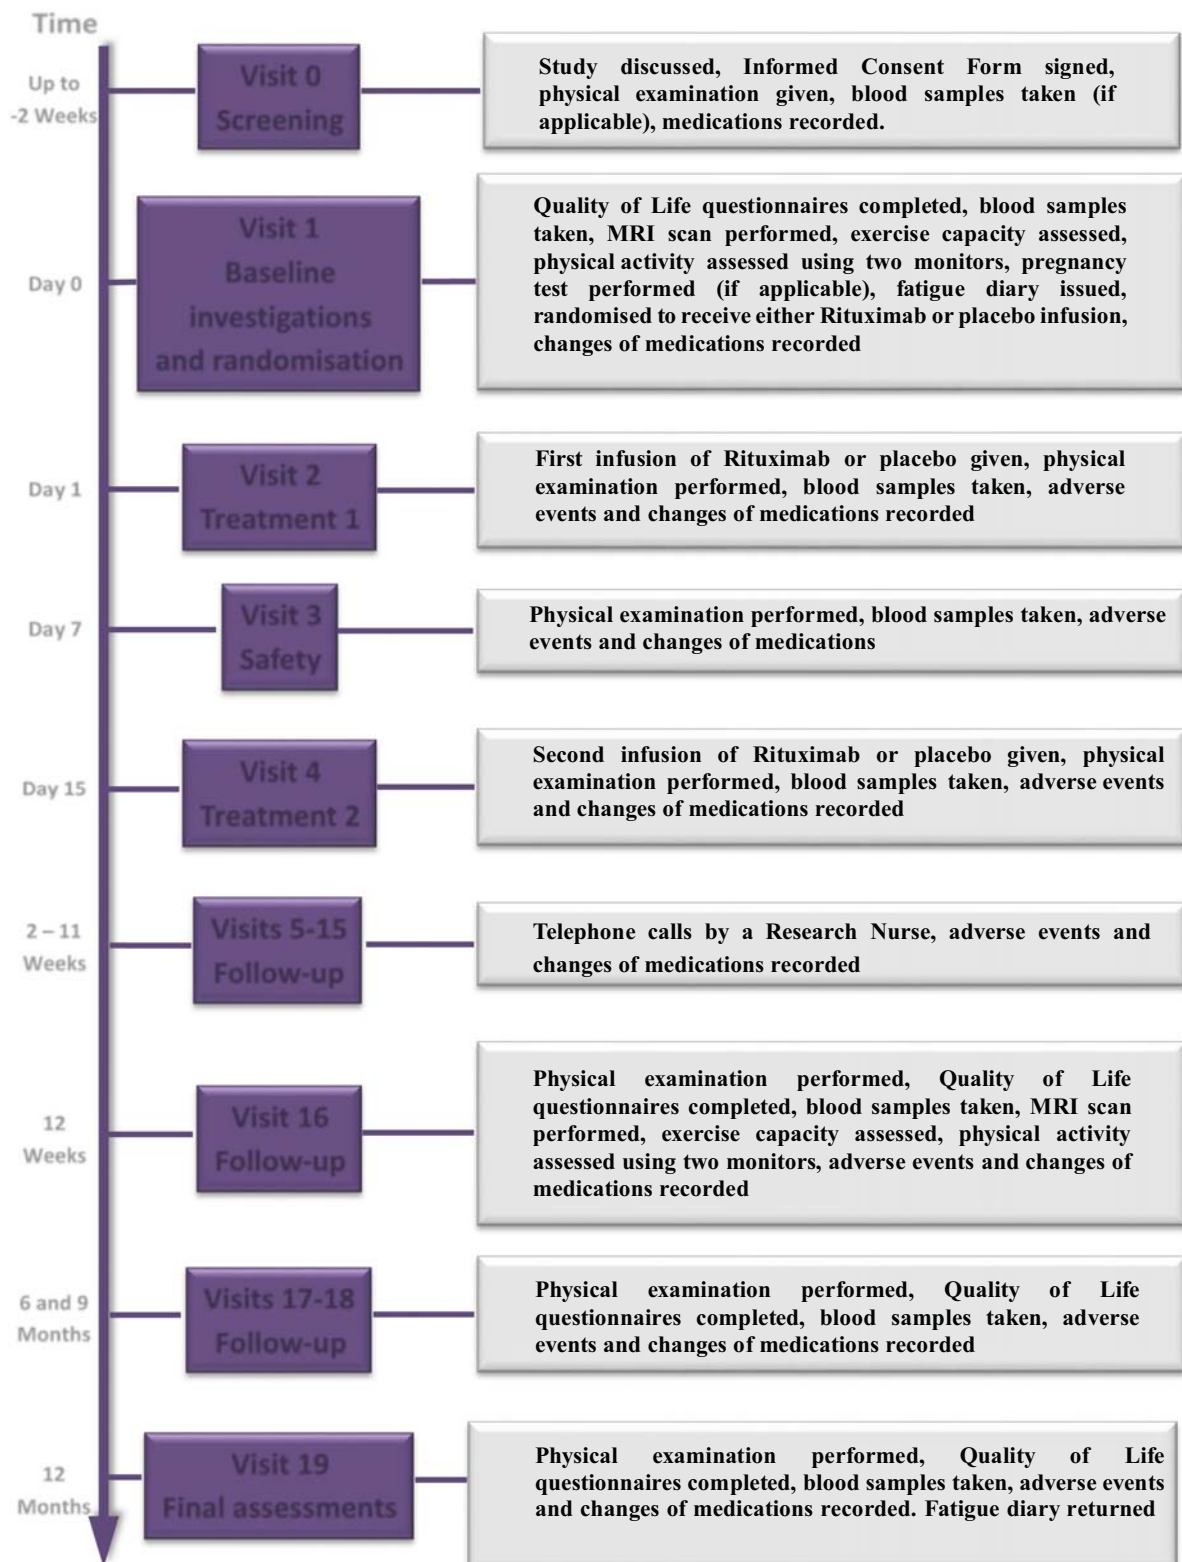 Time
Up to
-2 Weeks
Visit 0
Screening
Study discussed, Informed Consent Form signed,
physical examination given, blood samples taken (if
applicable), medications recorded.
Day 0
Visit 1
Baseline
investigations
and randomisation
Quality of Life questionnaires completed, blood samples
taken, MRI scan performed, exercise capacity assessed,
physical activity assessed using two monitors, pregnancy
test performed (if applicable), fatigue diary issued,
randomised to receive either Rituximab or placebo infusion,
changes of medications recorded
Day 1
Visit 2
Treatment 1
First infusion of Rituximab or placebo given, physical
examination performed, blood samples taken, adverse
events and changes of medications recorded
Day 7
Visit 3
Safety
Physical examination performed, blood samples taken, adverse
events and changes of medications
Day 15
Visit 4
Treatment 2
Second infusion of Rituximab or placebo given, physical
examination performed, blood samples taken, adverse events
and changes of medications recorded
2 – 11
Weeks
Visits 5-15
Follow-up
Telephone calls by a Research Nurse, adverse events and
changes of medications recorded
12
Weeks
Visit 16
Follow-up
Physical examination performed, Quality of Life
questionnaires completed, blood samples taken, MRI scan
performed, exercise capacity assessed, physical activity
assessed using two monitors, adverse events and changes of
medications recorded
6 and 9
Months
Visits 17-18
Follow-up
Physical examination performed, Quality of Life
questionnaires completed, blood samples taken, adverse
events and changes of medications recorded
12
Months
Visit 19
Final assessments
Physical examination performed, Quality of Life
questionnaires completed, blood samples taken, adverse events
and changes of medications recorded. Fatigue diary returned